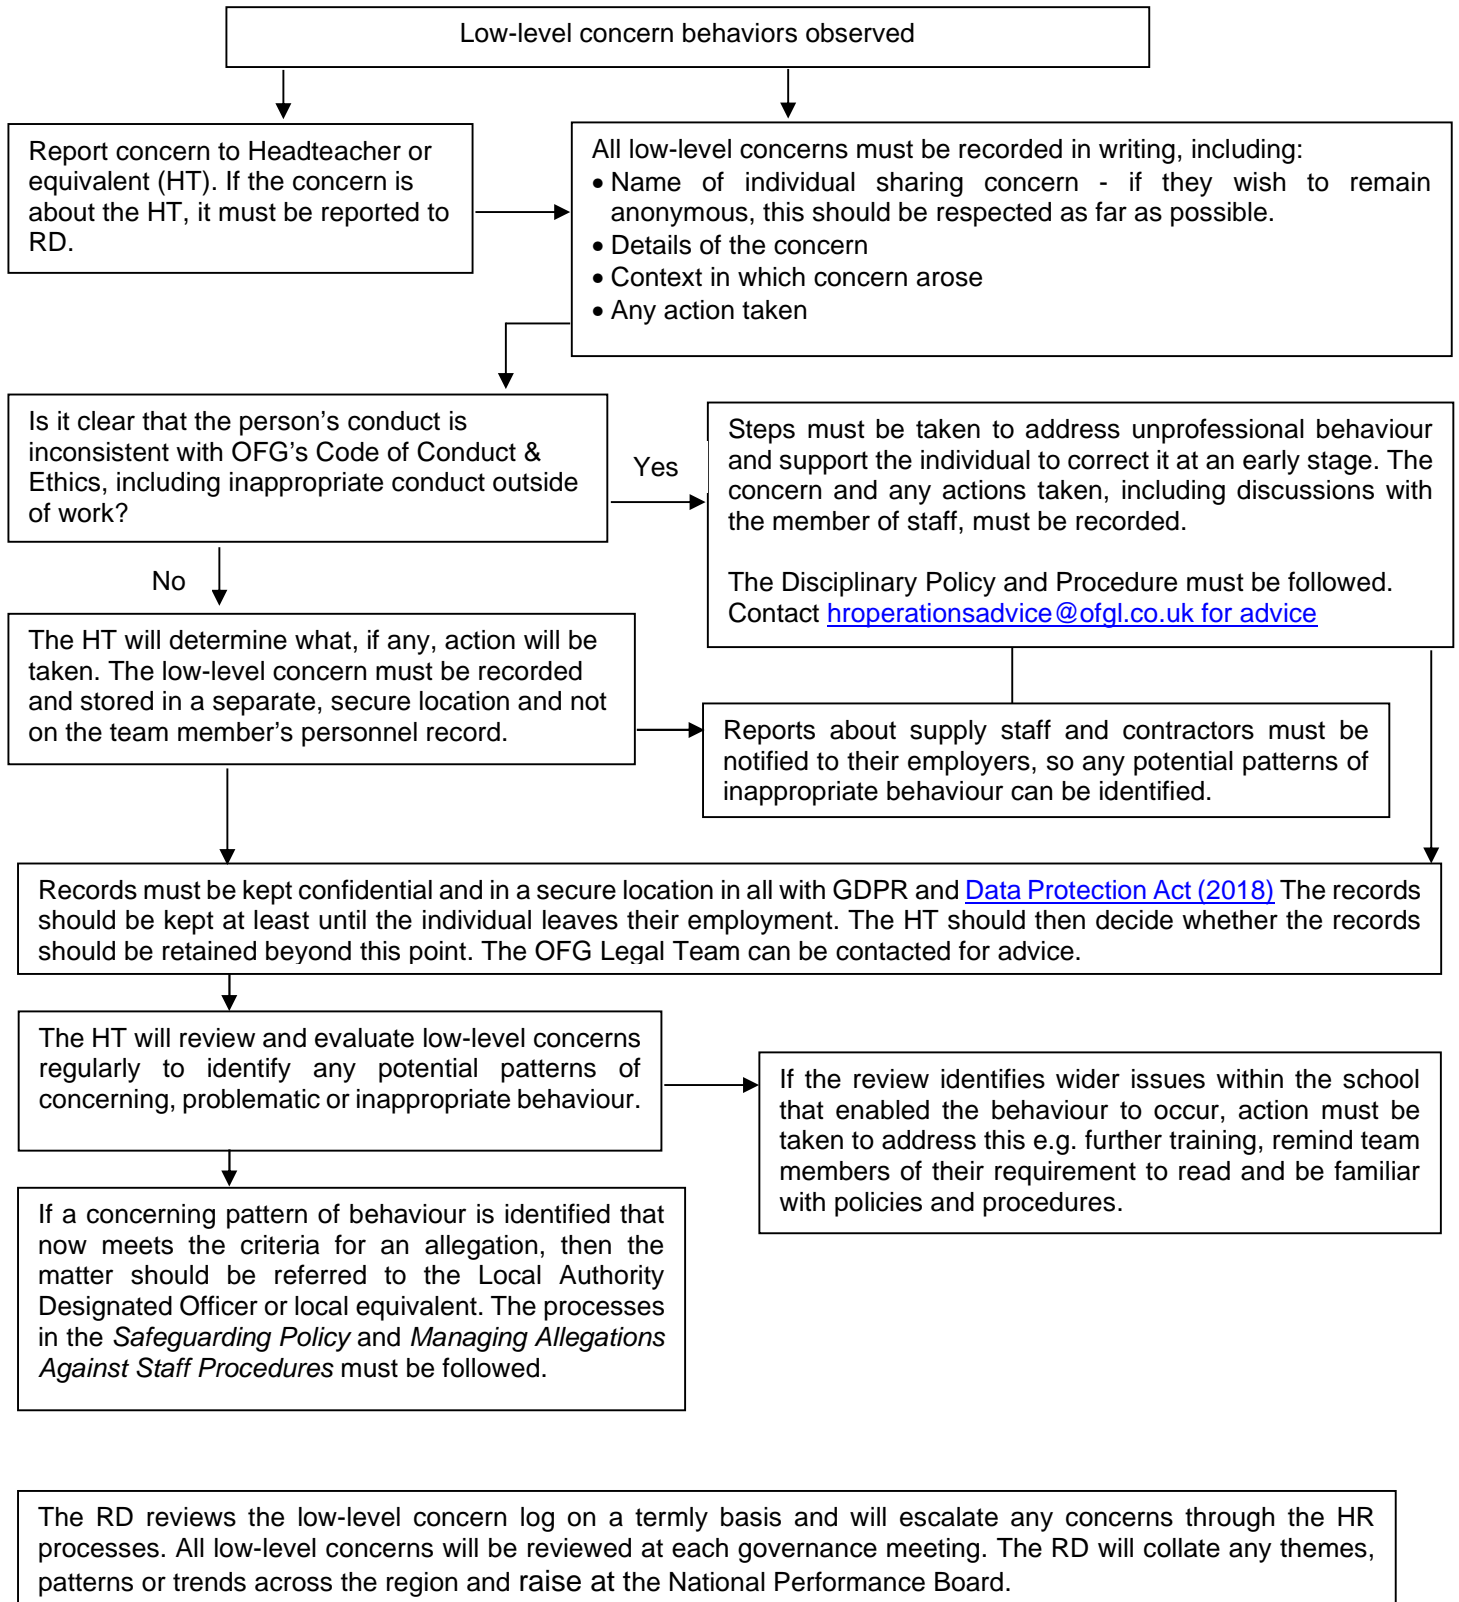 Low-level concern behaviors observed
Report concern to Headteacher or
equivalent (HT). If the concern is
about the HT, it must be reported to
RD.
All low-level concerns must be recorded in writing, including:
• Name of individual sharing concern - if they wish to remain
anonymous, this should be respected as far as possible.
• Details of the concern
• Context in which concern arose
• Any action taken
Is it clear that the person's conduct is
inconsistent with OFG's Code of Conduct &
Ethics, including inappropriate conduct outside
of work?
Yes
Steps must be taken to address unprofessional behaviour
and support the individual to correct it at an early stage. The
concern and any actions taken, including discussions with
the member of staff, must be recorded.
The Disciplinary Policy and Procedure must be followed.
Contact hroperationsadvice@ofgl.co.uk for advice
No
The HT will determine what, if any, action will be
taken. The low-level concern must be recorded
and stored in a separate, secure location and not
on the team member's personnel record.
Reports about supply staff and contractors must be
notified to their employers, so any potential patterns of
inappropriate behaviour can be identified.
Records must be kept confidential and in a secure location in all with GDPR and Data Protection Act (2018) The records
should be kept at least until the individual leaves their employment. The HT should then decide whether the records
should be retained beyond this point. The OFG Legal Team can be contacted for advice.
The HT will review and evaluate low-level concerns
regularly to identify any potential patterns of
concerning, problematic or inappropriate behaviour.
If the review identifies wider issues within the school
that enabled the behaviour to occur, action must be
taken to address this e.g. further training, remind team
members of their requirement to read and be familiar
with policies and procedures.
If a concerning pattern of behaviour is identified that
now meets the criteria for an allegation, then the
matter should be referred to the Local Authority
Designated Officer or local equivalent. The processes
in the Safeguarding Policy and Managing Allegations
Against Staff Procedures must be followed.
The RD reviews the low-level concern log on a termly basis and will escalate any concerns through the HR
processes. All low-level concerns will be reviewed at each governance meeting. The RD will collate any themes,
patterns or trends across the region and raise at the National Performance Board.